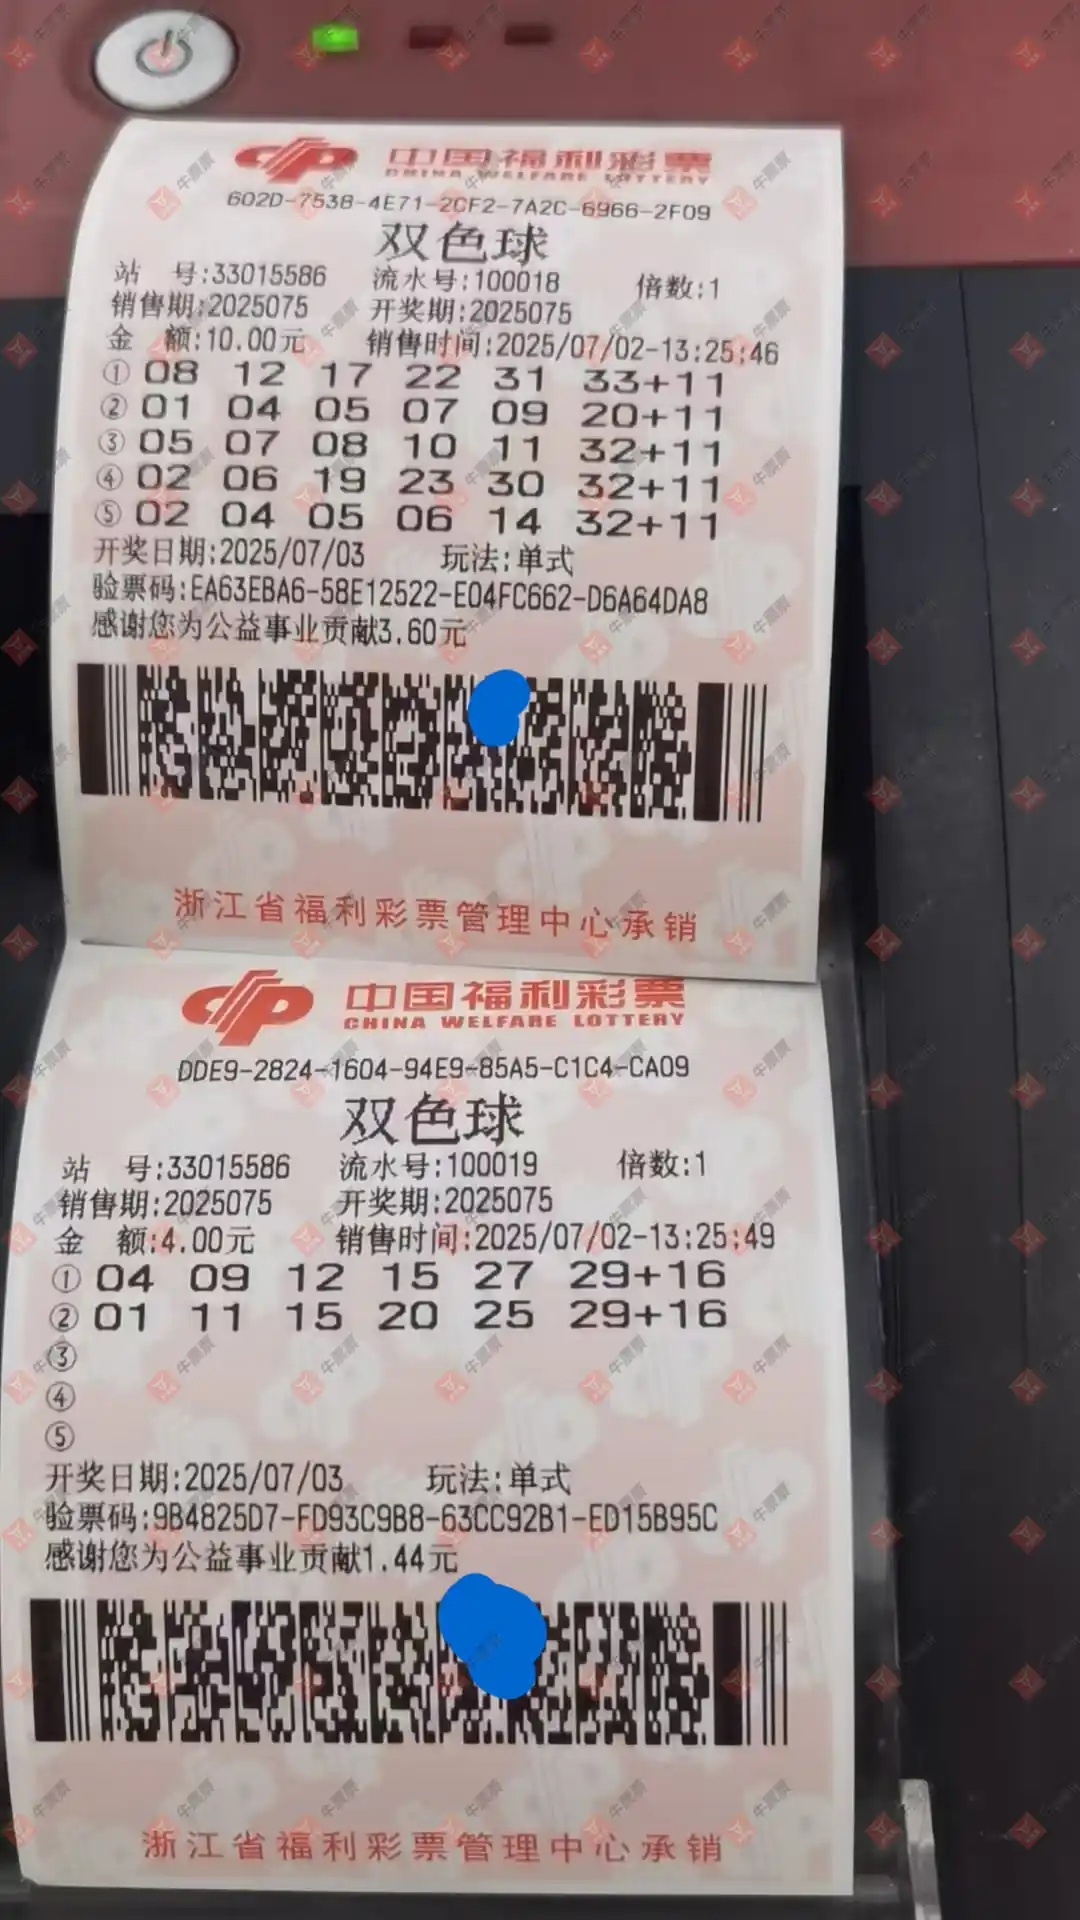 中国福利彩票
CHINA WELFARE LOTTERY
602D-7538-4E71-2CF2-7A2C-6966-2F09
双色球
站 号:33015586 流水号:100018 倍数:1
销售期:2025075 开奖期:2025075
金 额:10.00元 销售时间:2025/07/02-13:25:46
① 08 12 17 22 31 33+11
② 01 04 05 07 09 20+11
③ 05 07 08 10 11 32+11
④ 02 06 19 23 30 32+11
⑤ 02 04 05 06 14 32+11
开奖日期:2025/07/03 玩法:单式
验票码:EA63EBA6-58E12522-E04FC662-D6A64DA8
感谢您为公益事业贡献3.60元
浙江省福利彩票管理中心承销
中国福利彩票
CHINA WELFARE LOTTERY
DDE9-2824-1604-94E9-85A5-C1C4-CA09
双色球
站 号:33015586 流水号:100019 倍数:1
销售期:2025075 开奖期:2025075
金 额:4.00元 销售时间:2025/07/02-13:25:49
① 04 09 12 15 27 29+16
② 01 11 15 20 25 29+16
③
④
⑤
开奖日期:2025/07/03 玩法:单式
验票码:9B4825D7-FD93C9B8-63CC92B1-ED15B95C
感谢您为公益事业贡献1.44元
浙江省福利彩票管理中心承销